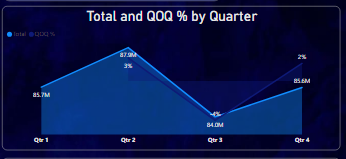 Total and QOQ % by Quarter
Total QOQ %
87.9M
3%
2%
85.7M
85.6M
-4%
84.0M
Qtr 1 Qtr 2 Qtr 3 Qtr 4